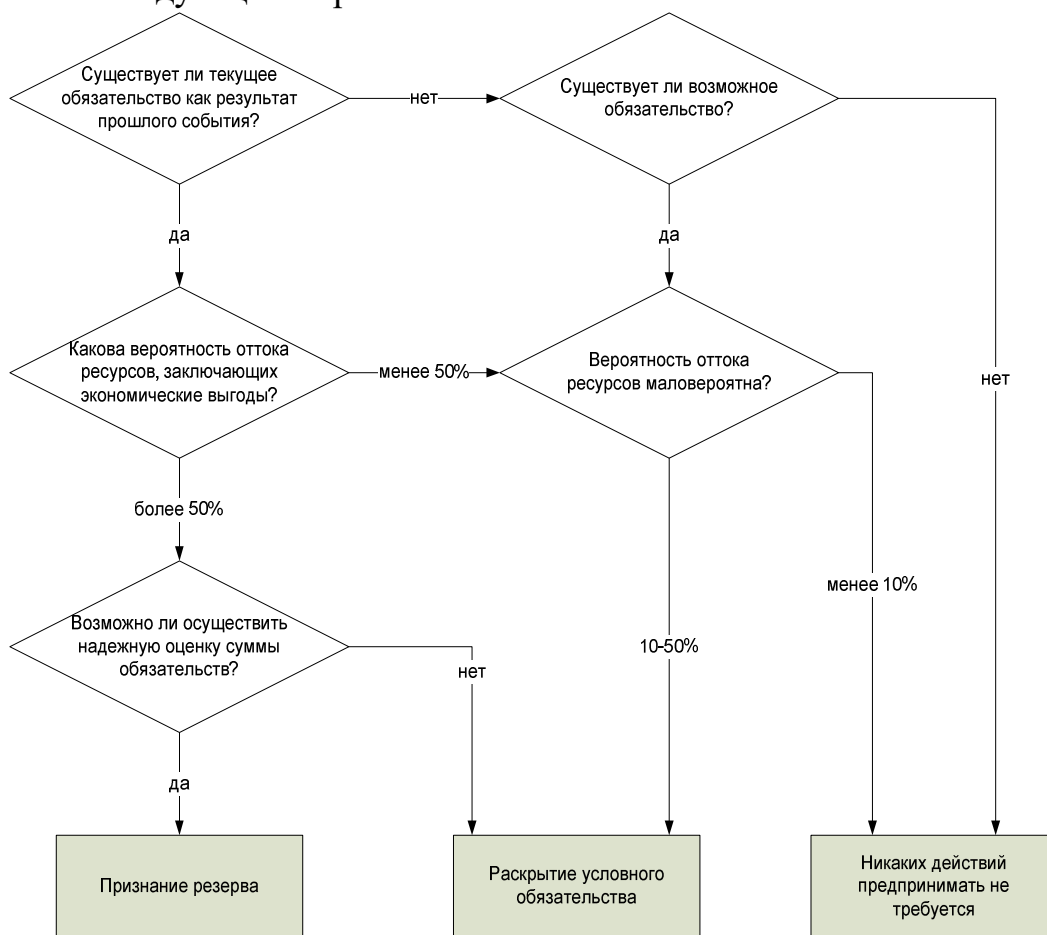 Существует ли текущее
обязательство как результат
прошлого события?
нет
Существует ли возможное
обязательство?
да
да
Какова вероятность оттока
ресурсов, заключающих
экономические выгоды?
менее 50%
Вероятность оттока
ресурсов маловероятна?
нет
более 50%
менее 10%
Возможно ли осуществить
надежную оценку суммы
обязательств?
нет
10-50%
да
Признание резерва
Раскрытие условного
обязательства
Никаких действий
предпринимать не
требуется